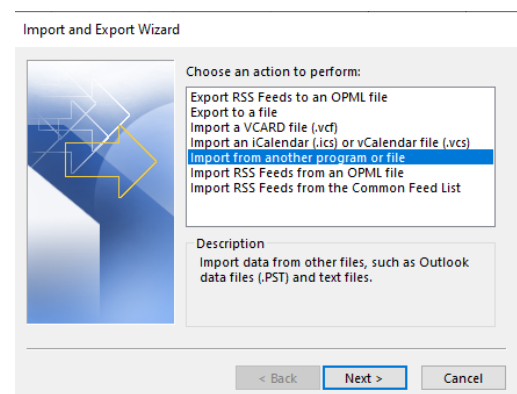 Import and Export Wizard
Choose an action to perform:
Export RSS Feeds to an OPML file
Export to a file
Import a VCARD file (.vcf)
Import an iCalendar (.ics) or vCalendar file (.vcs)
Import from another program or file
Import RSS Feeds from an OPML file
Import RSS Feeds from the Common Feed List
Description
Import data from other files, such as Outlook
data files (.PST) and text files.
< Back Next > Cancel